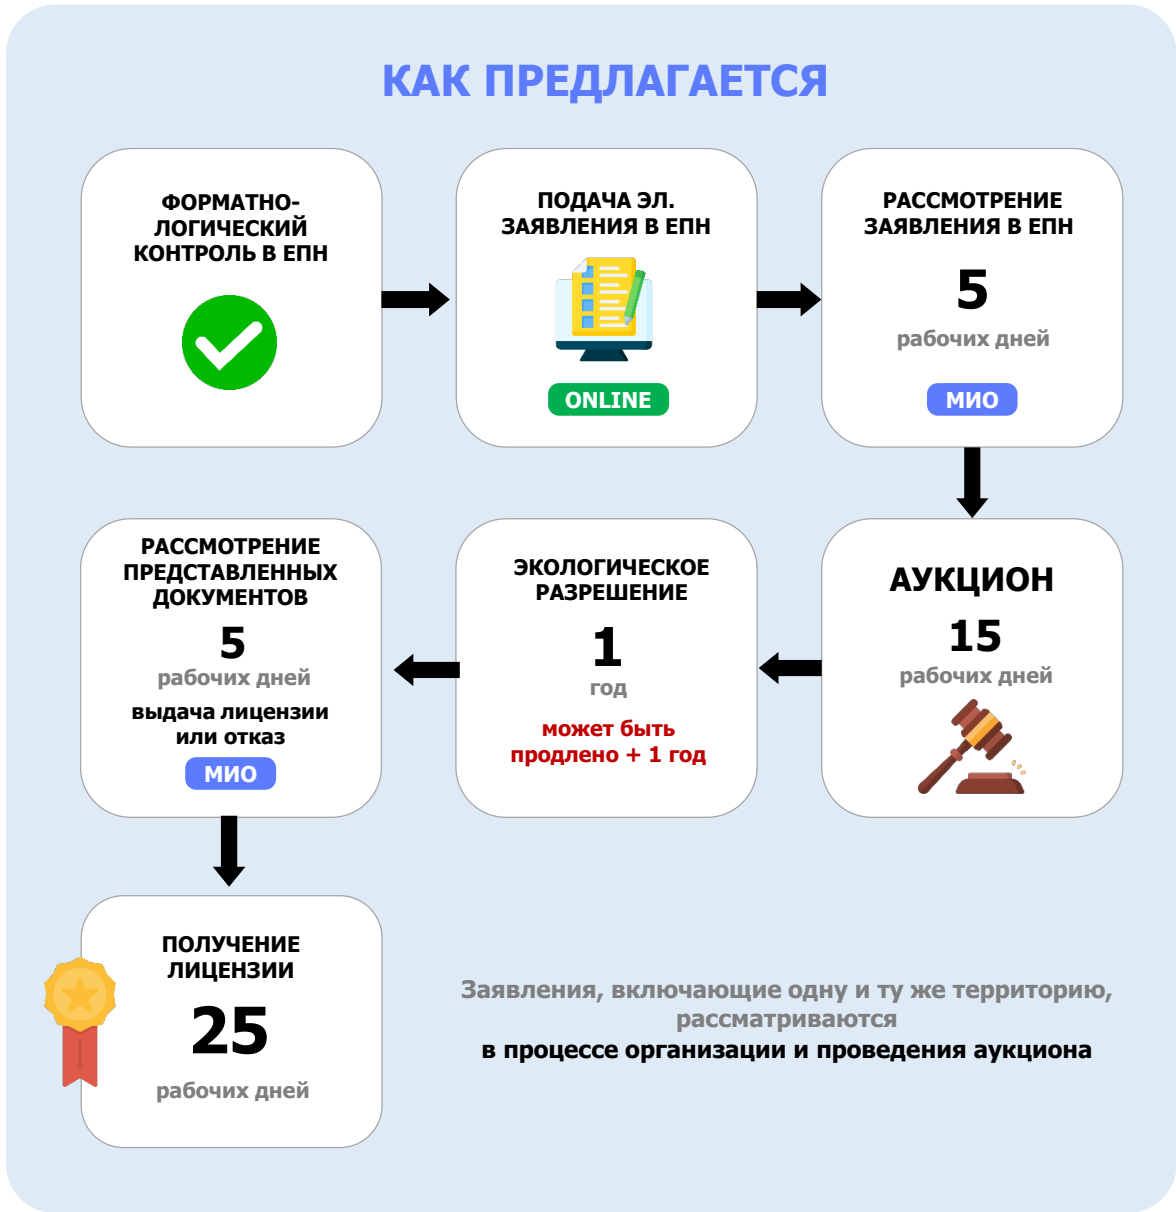 КАК ПРЕДЛАГАЕТСЯ
ФОРМАТНО-
ЛОГИЧЕСКИЙ
КОНТРОЛЬ В ЕПН
ПОДАЧА ЭЛ.
ЗАЯВЛЕНИЯ В ЕПН
ONLINE
РАССМОТРЕНИЕ
ЗАЯВЛЕНИЯ В ЕПН
5
рабочих дней
МИО
АУКЦИОН
15
рабочих дней
ЭКОЛОГИЧЕСКОЕ
РАЗРЕШЕНИЕ
1
год
может быть
продлено + 1 год
РАССМОТРЕНИЕ
ПРЕДСТАВЛЕННЫХ
ДОКУМЕНТОВ
5
рабочих дней
выдача лицензии
или отказ
МИО
ПОЛУЧЕНИЕ
ЛИЦЕНЗИИ
25
рабочих дней
Заявления, включающие одну и ту же территорию,
рассматриваются
в процессе организации и проведения аукциона